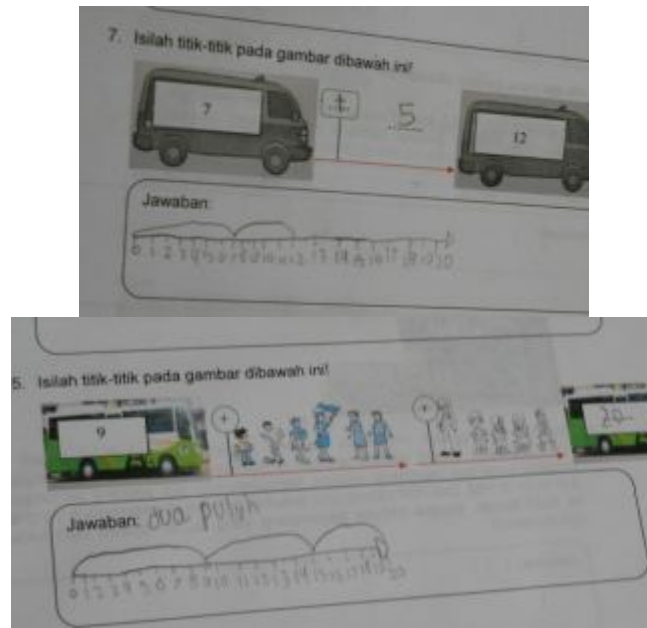 7. Isilah titik-titik pada gambar dibawah ini!
7
+
5
12
Jawaban:
0 1 2 3 4 5 6 7 8 9 10 11 12 13 14 15 16 17 18 19 20
5. Isilah titik-titik pada gambar dibawah ini!
9
+
+
20
Jawaban: dua puluh
0 1 2 3 4 5 6 7 8 9 10 11 12 13 14 15 16 17 18 19 20